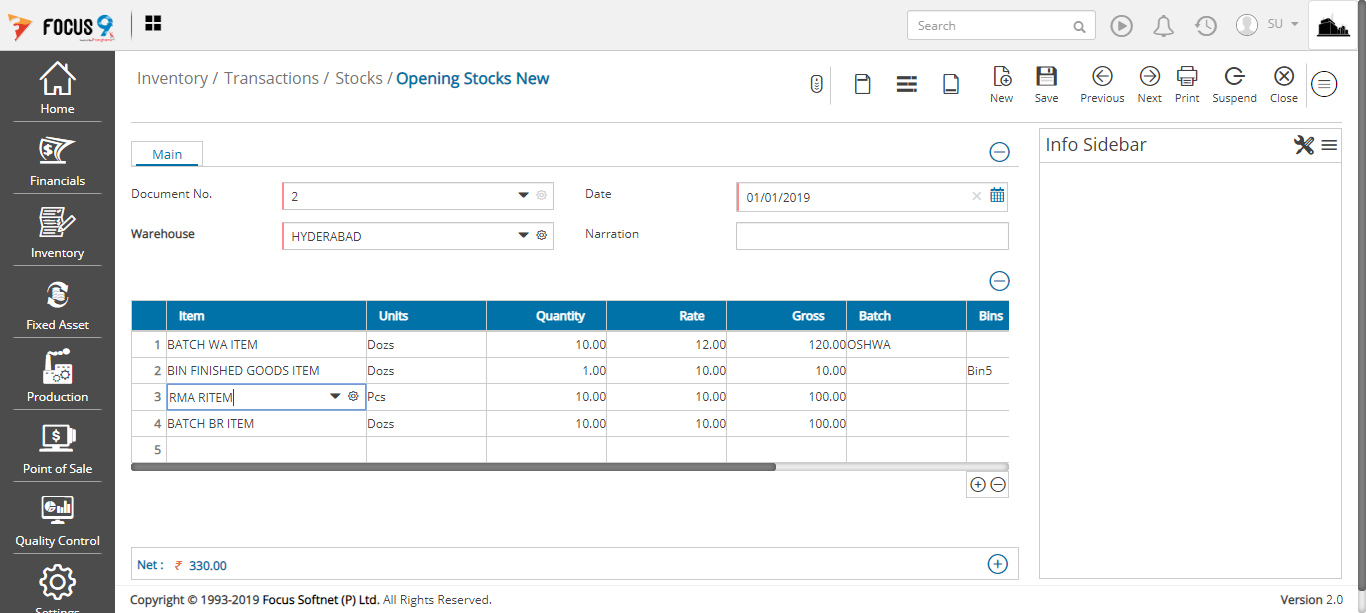 FOCUS 9
Search
SU
Home
Financials
Inventory
Fixed Asset
Production
Point of Sale
Quality Control
Settings
Inventory / Transactions / Stocks / Opening Stocks New
New Save Previous Next Print Suspend Close
Main
Document No. 2 Date 01/01/2019
Warehouse HYDERABAD Narration
Item Units Quantity Rate Gross Batch Bins
1 BATCH WA ITEM Dozs 10.00 12.00 120.00 OSHWA
2 BIN FINISHED GOODS ITEM Dozs 1.00 10.00 10.00 Bin5
3 RMA RITEM Pcs 10.00 10.00 100.00
4 BATCH BR ITEM Dozs 10.00 10.00 100.00
5
Net : ₹ 330.00
Info Sidebar
Copyright © 1993-2019 Focus Softnet (P) Ltd. All Rights Reserved.
Version 2.0